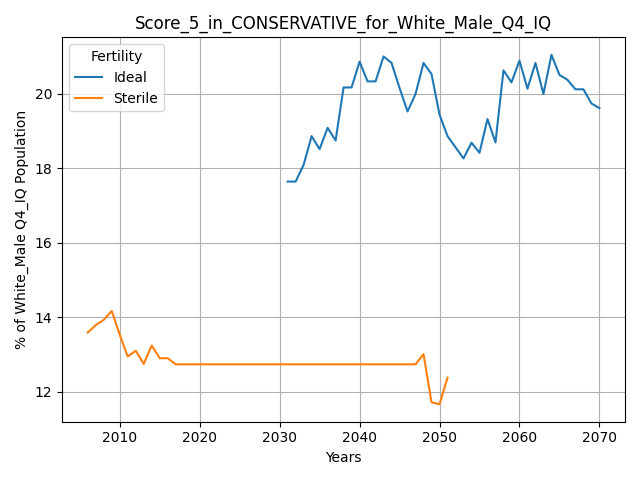 Score_5_in_CONSERVATIVE_for_White_Male_Q4_IQ
Fertility
Ideal
Sterile
% of White_Male Q4_IQ Population
20
18
16
14
12
2010 2020 2030 2040 2050 2060 2070
Years